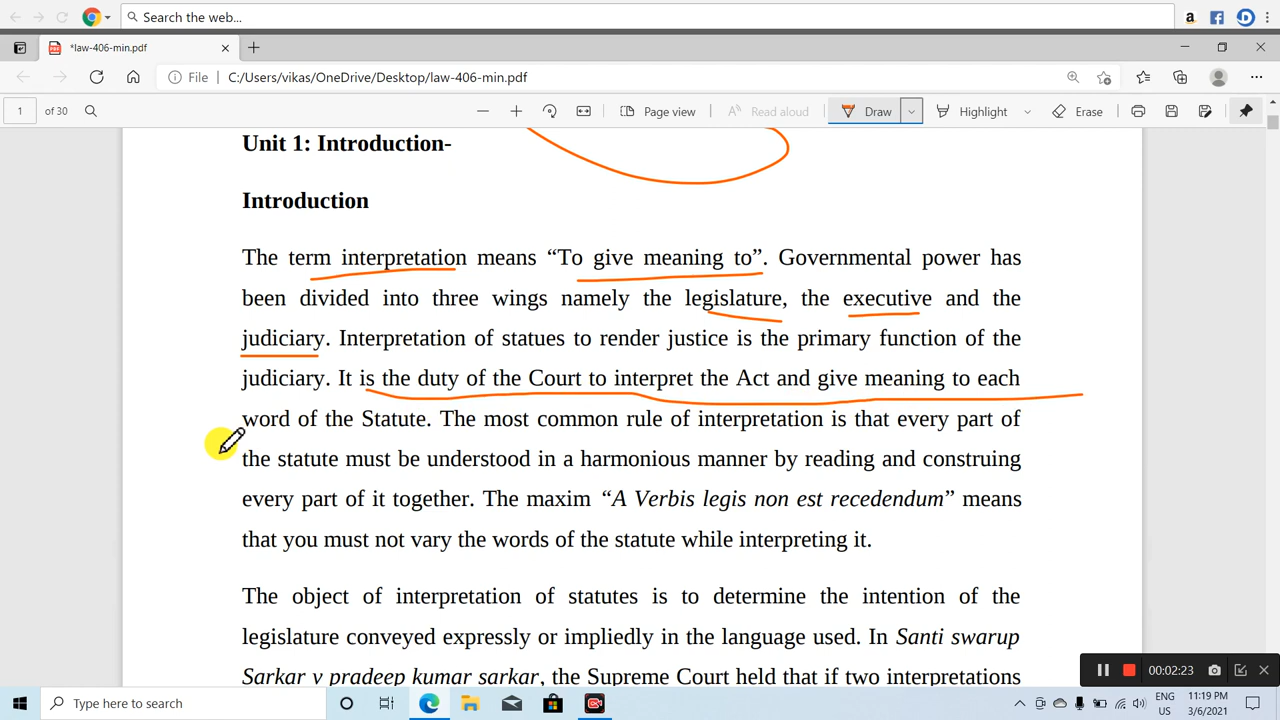 Search the web...
*law-406-min.pdf
File C:/Users/vikas/OneDrive/Desktop/law-406-min.pdf
1 of 30 Page view Read aloud Draw Highlight Erase
Unit 1: Introduction-
Introduction
The term interpretation means “To give meaning to”. Governmental power has
been divided into three wings namely the legislature, the executive and the
judiciary. Interpretation of statues to render justice is the primary function of the
judiciary. It is the duty of the Court to interpret the Act and give meaning to each
word of the Statute. The most common rule of interpretation is that every part of
the statute must be understood in a harmonious manner by reading and construing
every part of it together. The maxim “A Verbis legis non est recedendum” means
that you must not vary the words of the statute while interpreting it.
The object of interpretation of statutes is to determine the intention of the
legislature conveyed expressly or impliedly in the language used. In Santi swarup
Sarkar v pradeep kumar sarkar, the Supreme Court held that if two interpretations
00:02:23
Type here to search
ENG
IN
11:19 PM
3/6/2021